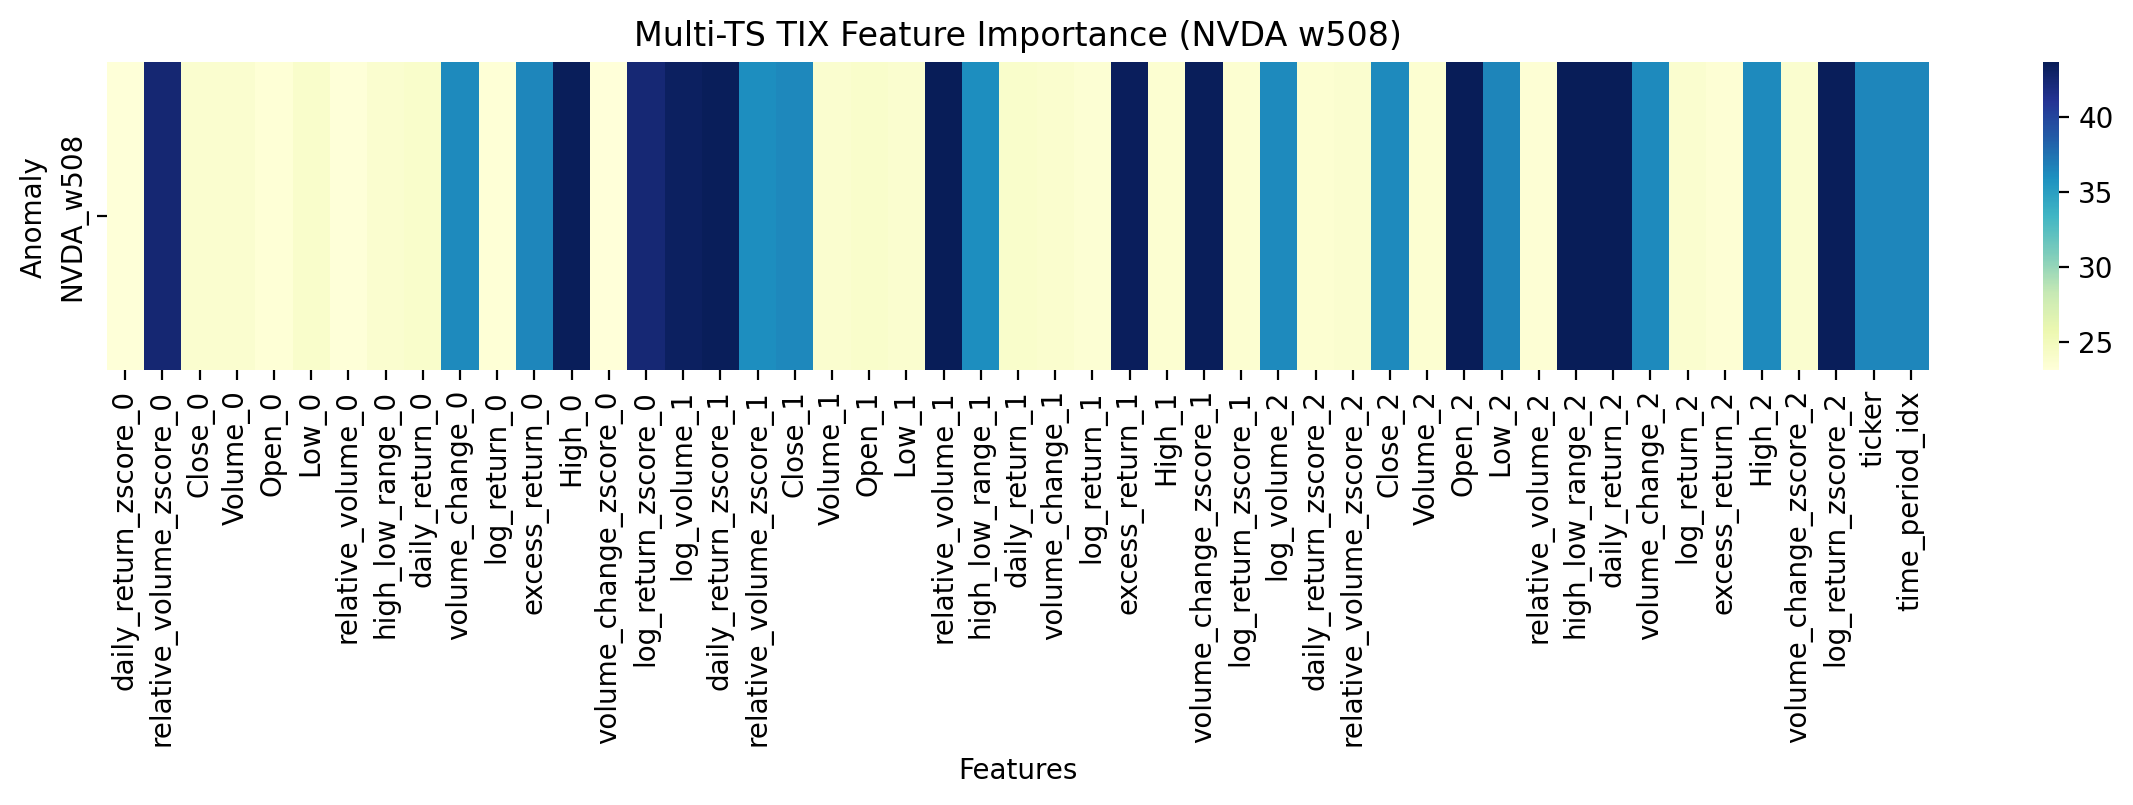 Multi-TS TIX Feature Importance (NVDA w508)
Anomaly
NVDA_w508
40
35
30
25
daily_return_zscore_0
relative_volume_zscore_0
Close_0
Volume_0
Open_0
Low_0
relative_volume_0
high_low_range_0
daily_return_0
volume_change_0
log_return_0
excess_return_0
High_0
volume_change_zscore_0
log_return_zscore_0
log_volume_1
daily_return_zscore_1
relative_volume_zscore_1
Close_1
Volume_1
Open_1
Low_1
relative_volume_1
high_low_range_1
daily_return_1
volume_change_1
log_return_1
excess_return_1
High_1
volume_change_zscore_1
log_return_zscore_1
log_volume_2
daily_return_zscore_2
relative_volume_zscore_2
Close_2
Volume_2
Open_2
Low_2
relative_volume_2
high_low_range_2
daily_return_2
volume_change_2
log_return_2
excess_return_2
High_2
volume_change_zscore_2
log_return_zscore_2
ticker
time_period_idx
Features